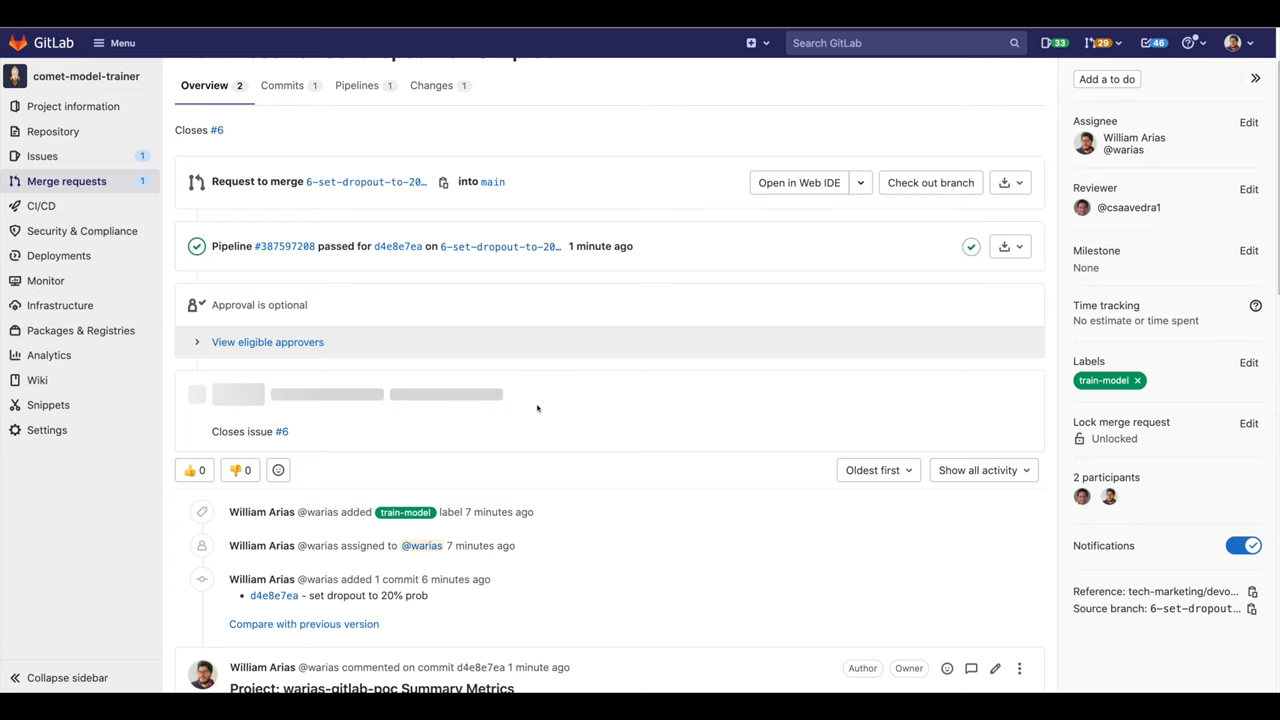 GitLab
Menu
Search GitLab
33
29
46
comet-model-trainer
Project information
Repository
Issues 1
Merge requests 1
CI/CD
Security & Compliance
Deployments
Monitor
Infrastructure
Packages & Registries
Analytics
Wiki
Snippets
Settings
Collapse sidebar
Overview 2
Commits 1
Pipelines 1
Changes 1
Closes #6
Request to merge 6-set-dropout-to-20… into main
Open in Web IDE
Check out branch
Pipeline #387597208 passed for d4e8e7ea on 6-set-dropout-to-20… 1 minute ago
Approval is optional
View eligible approvers
Closes issue #6
👍 0
👎 0
Oldest first
Show all activity
William Arias @warias added train-model label 7 minutes ago
William Arias @warias assigned to @warias 7 minutes ago
William Arias @warias added 1 commit 6 minutes ago
d4e8e7ea - set dropout to 20% prob
Compare with previous version
William Arias @warias commented on commit d4e8e7ea 1 minute ago
Author
Owner
Project: warias-gitlab-poc Summary Metrics
Add a to do
Assignee
Edit
William Arias
@warias
Reviewer
Edit
@csaavedra1
Milestone
Edit
None
Time tracking
No estimate or time spent
Labels
Edit
train-model
Lock merge request
Edit
Unlocked
2 participants
Notifications
Reference: tech-marketing/devo…
Source branch: 6-set-dropout…